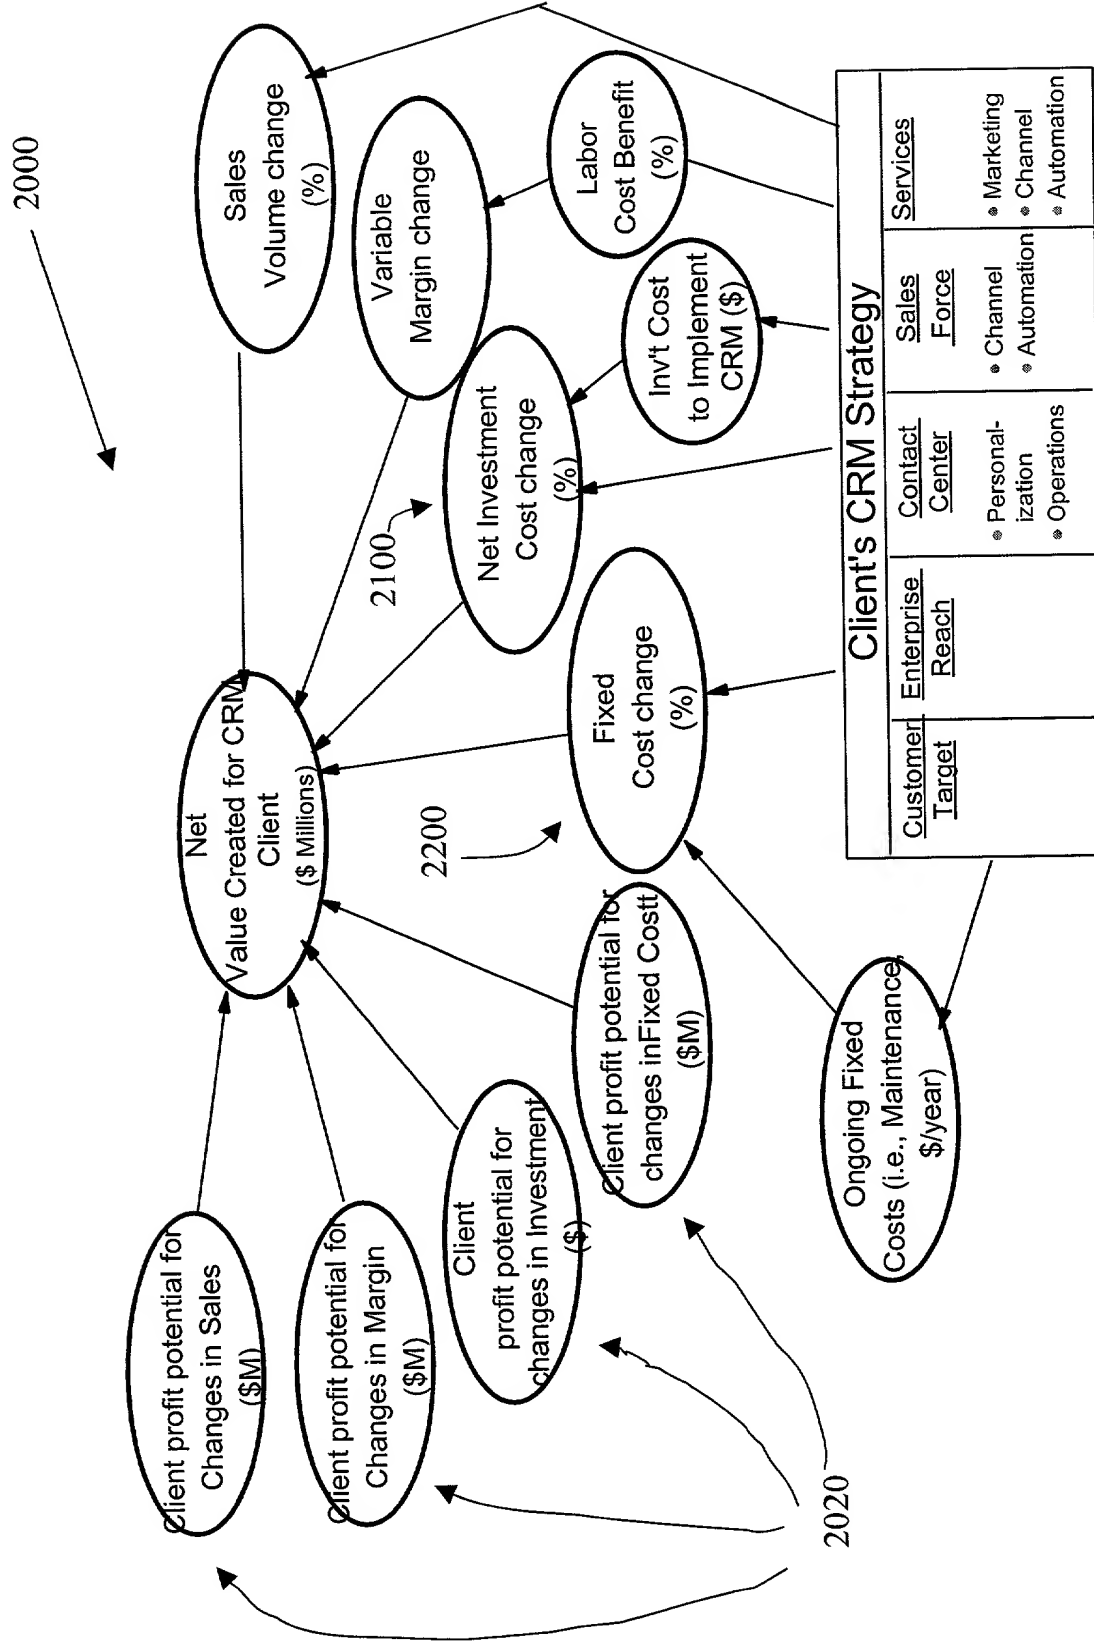 2000
Client profit potential for
Changes in Sales
($M)
Net
Value Created for CRM
Client
($ Millions)
Sales
Volume change
(%)
Client profit potential for
Changes in Margin
($M)
Variable
Margin change
2100
Client
profit potential for
changes in Investment
($)
Net Investment
Cost change
(%)
2200
Client profit potential for
changes inFixed Costt
($M)
Fixed
Cost change
(%)
Labor
Cost Benefit
(%)
Inv't Cost
to Implement
CRM ($)
2020
Ongoing Fixed
Costs (i.e., Maintenance,
$/year)
Client's CRM Strategy
Customer
Target
Enterprise
Reach
Contact
Center
• Personal-
ization
• Operations
Sales
Force
• Channel
• Automation
Services
• Marketing
• Channel
• Automation